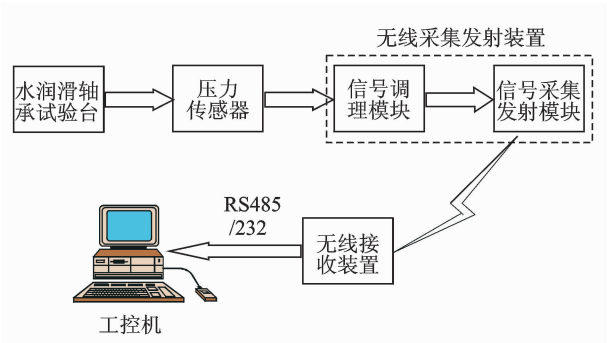 无线采集发射装置
水润滑轴
承试验台
压力
传感器
信号调
理模块
信号采集
发射模块
RS485
/232
无线接
收装置
工控机